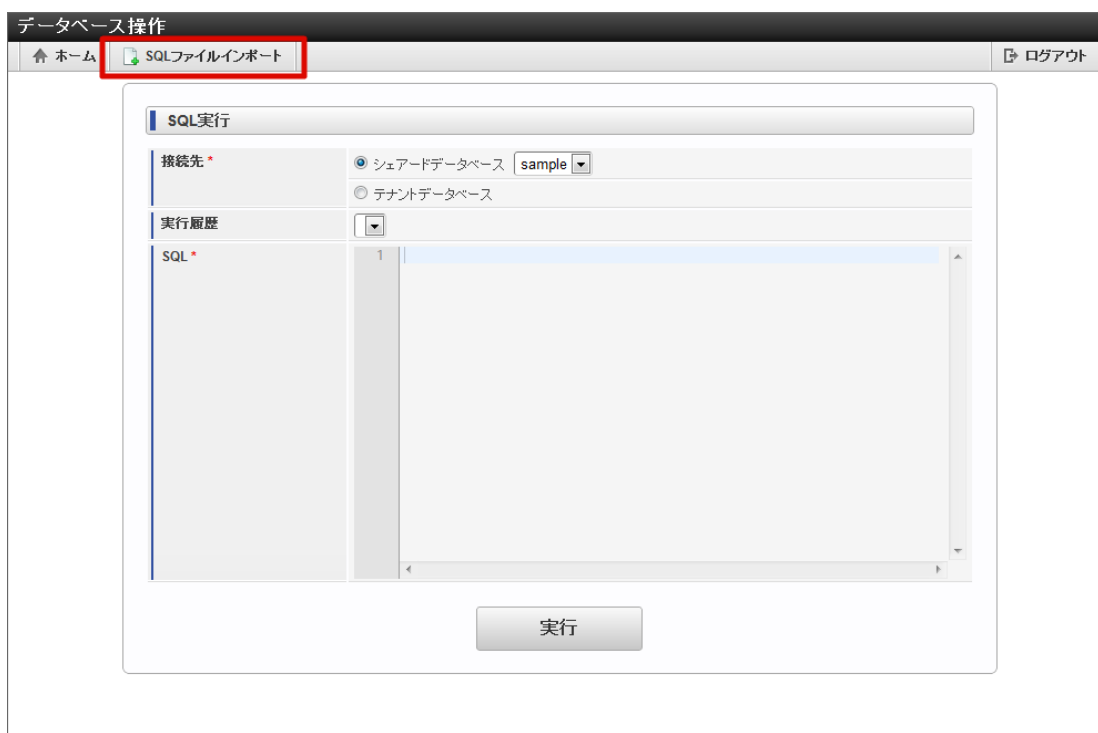 データベース操作
ホーム SQLファイルインポート ログアウト
SQL実行
接続先 * シェアードデータベース sample
テナントデータベース
実行履歴
SQL * 1
実行